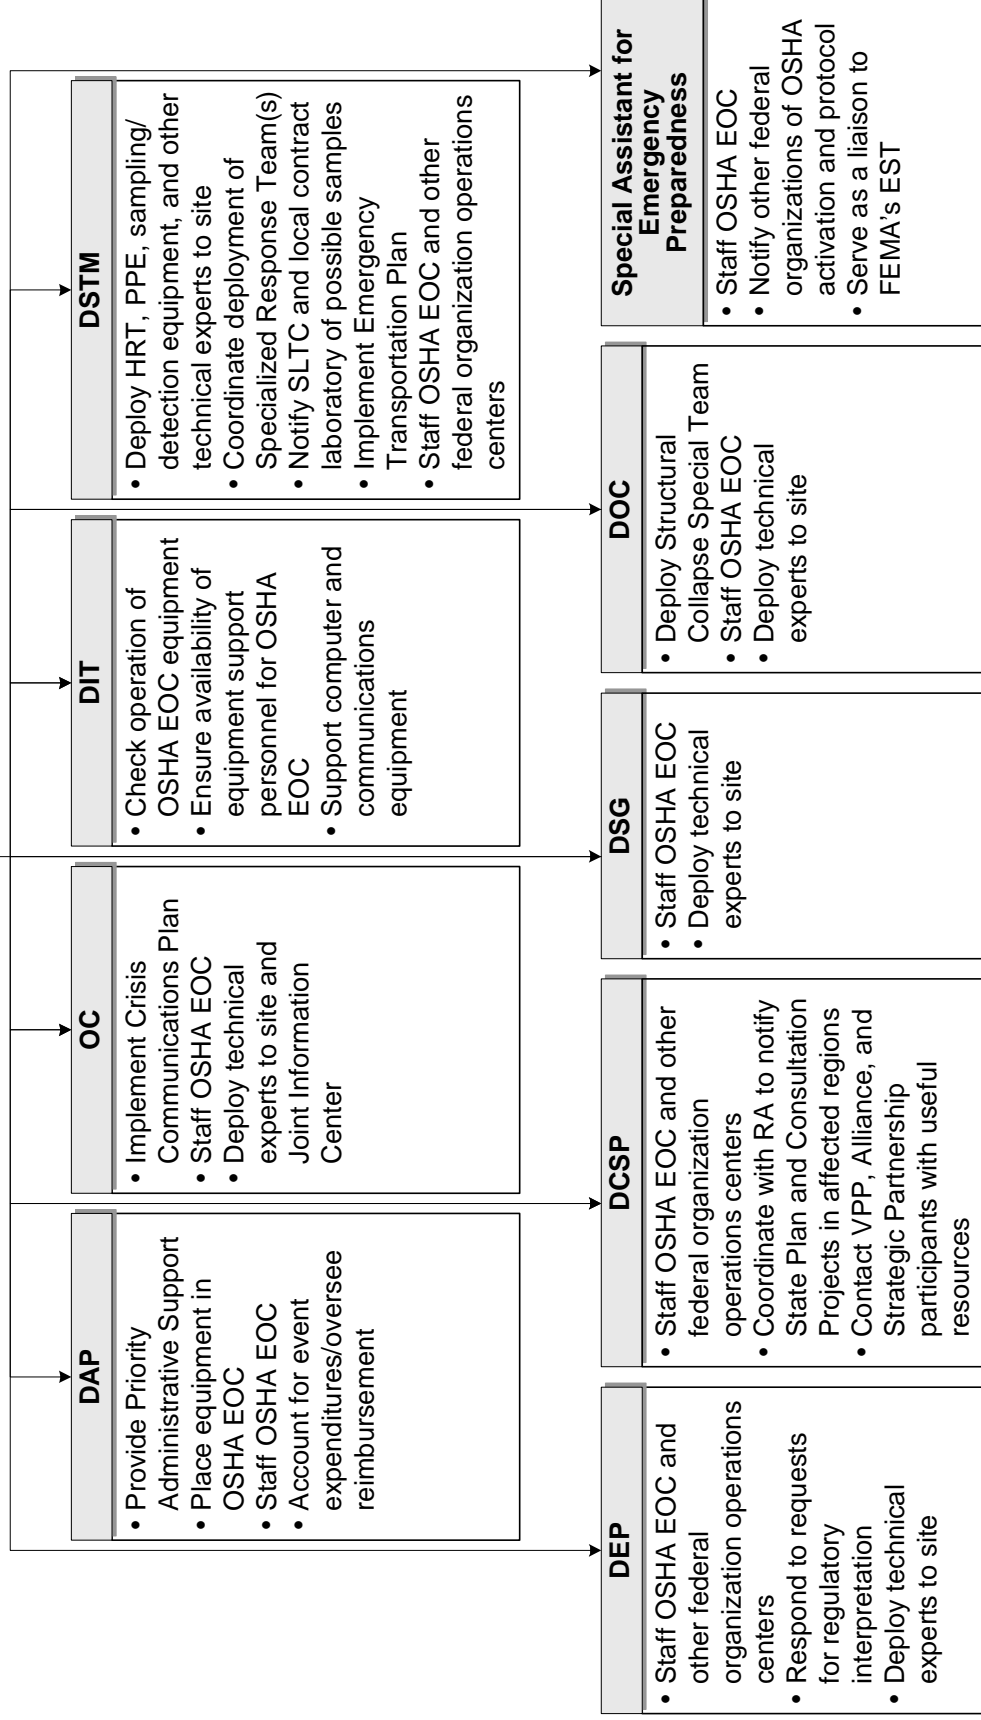 DAP
• Provide Priority
Administrative Support
• Place equipment in
OSHA EOC
• Staff OSHA EOC
• Account for event
expenditures/oversee
reimbursement
OC
• Implement Crisis
Communications Plan
• Staff OSHA EOC
• Deploy technical
experts to site and
Joint Information
Center
DIT
• Check operation of
OSHA EOC equipment
• Ensure availability of
equipment support
personnel for OSHA
EOC
• Support computer and
communications
equipment
DSTM
• Deploy HRT, PPE, sampling/
detection equipment, and other
technical experts to site
• Coordinate deployment of
Specialized Response Team(s)
• Notify SLTC and local contract
laboratory of possible samples
• Implement Emergency
Transportation Plan
• Staff OSHA EOC and other
federal organization operations
centers
DEP
• Staff OSHA EOC and
other federal
organization operations
centers
• Respond to requests
for regulatory
interpretation
• Deploy technical
experts to site
DCSP
• Staff OSHA EOC and other
federal organization
operations centers
• Coordinate with RA to notify
State Plan and Consultation
Projects in affected regions
• Contact VPP, Alliance, and
Strategic Partnership
participants with useful
resources
DSG
• Staff OSHA EOC
• Deploy technical
experts to site
DOC
• Deploy Structural
Collapse Special Team
• Staff OSHA EOC
• Deploy technical
experts to site
Special Assistant for
Emergency
Preparedness
• Staff OSHA EOC
• Notify other federal
organizations of OSHA
activation and protocol
• Serve as a liaison to
FEMA's EST